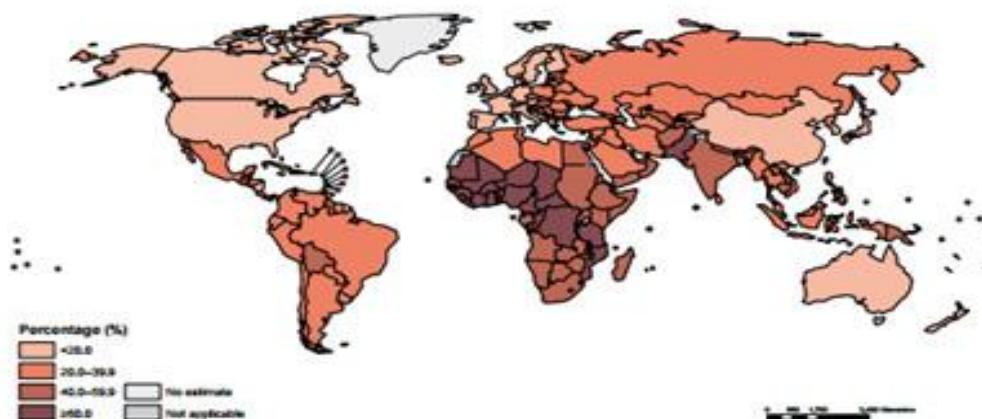 Percentage (%)
<20.0
20.0–39.9
40.0–59.9
≥60.0
No estimate
Not applicable